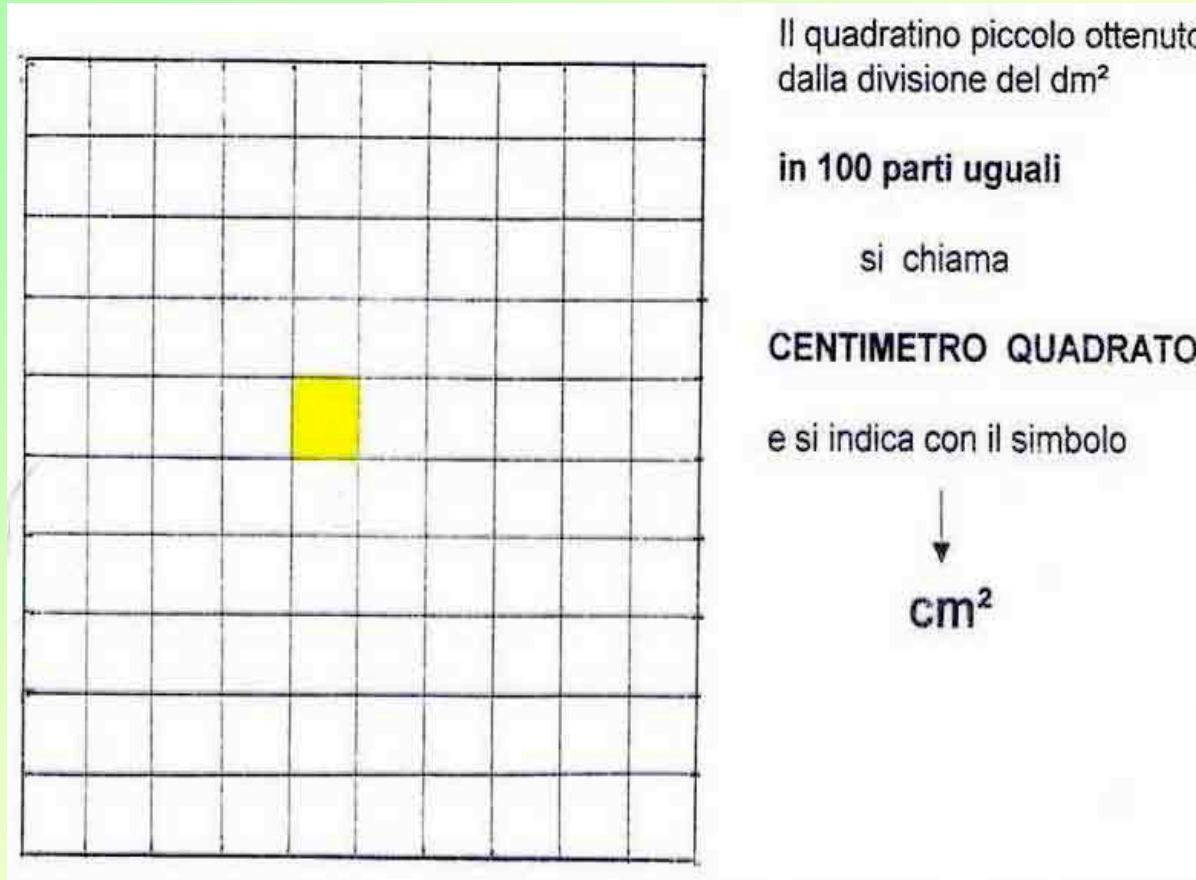 Il quadratino piccolo ottenuto
dalla divisione del dm²
in 100 parti uguali
si chiama
CENTIMETRO QUADRATO
e si indica con il simbolo
cm²